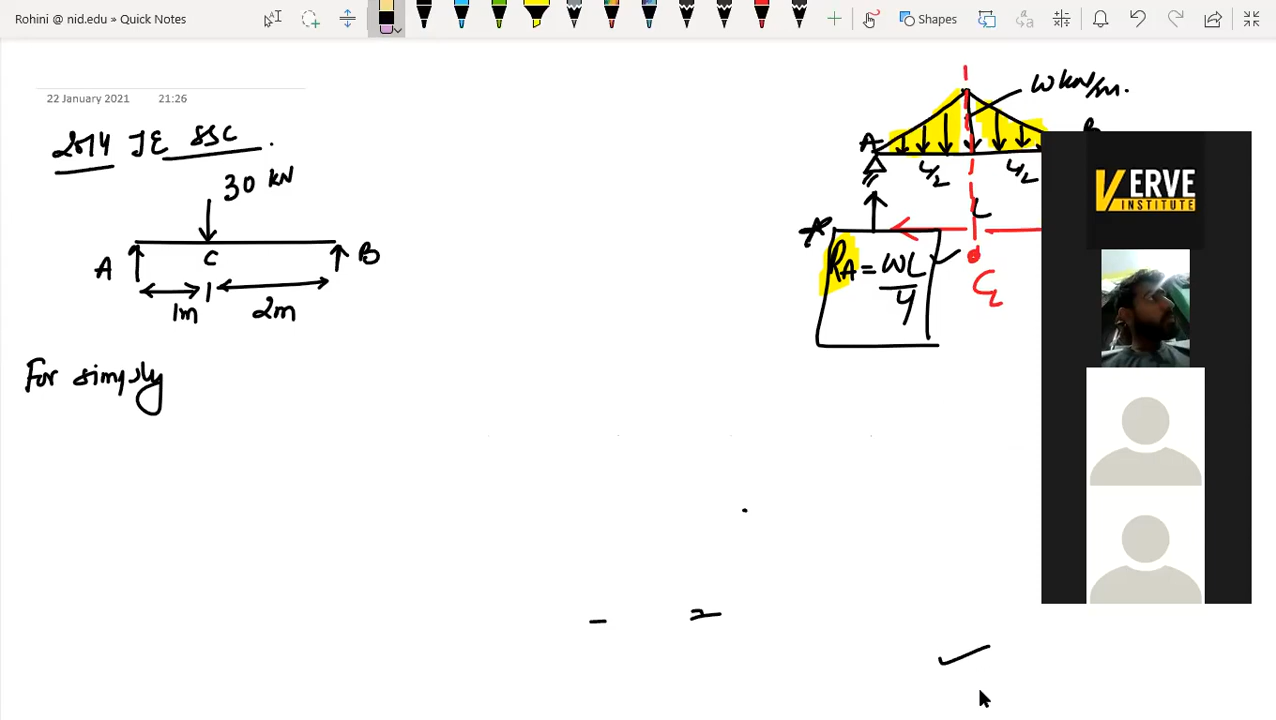 Rohini @ nid.edu » Quick Notes
Shapes
22 January 2021 21:26
2014 JE SSC.
30 kN
A C B
1m 2m
For simply
w kN/m.
A
L/2 L/2
L
RA = wL/4
VERVE
INSTITUTE